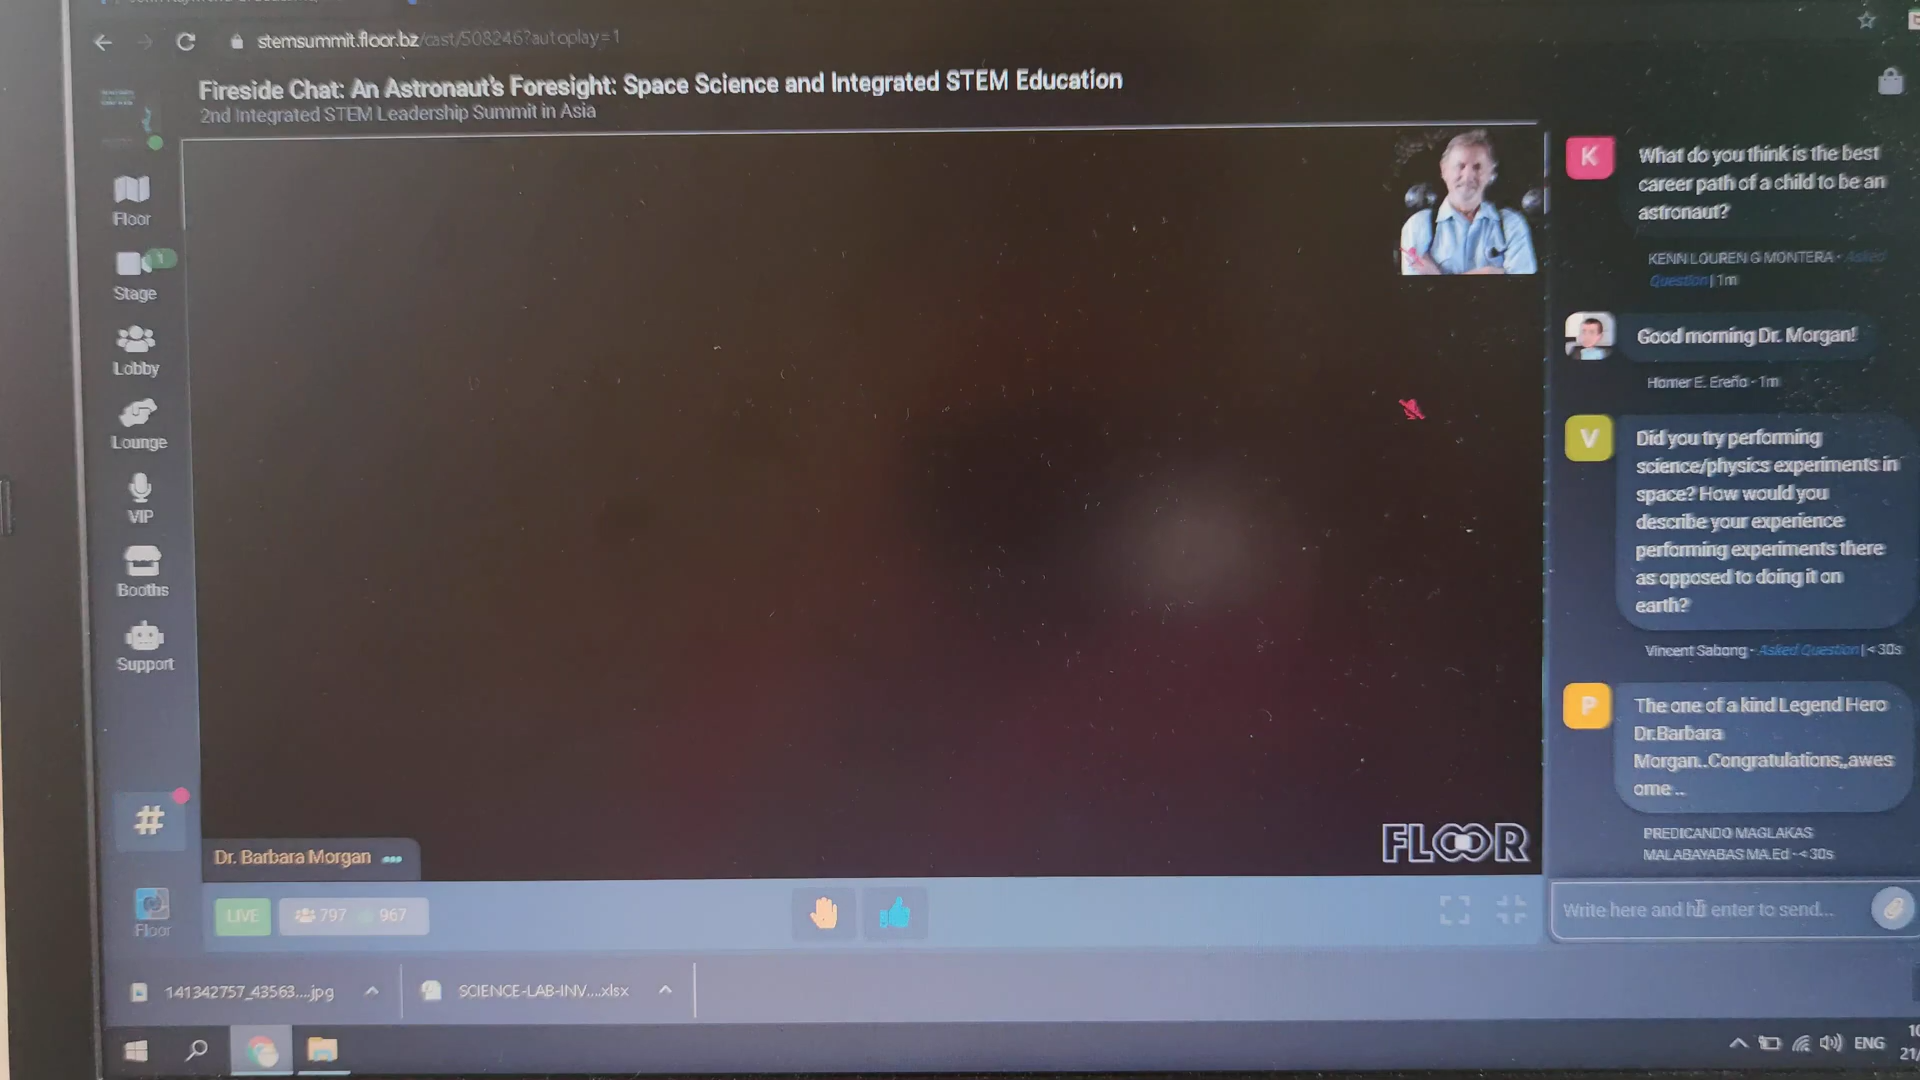 stemsummit.floor.bz/cast/508246?autoplay=1
Fireside Chat: An Astronaut's Foresight: Space Science and Integrated STEM Education
2nd Integrated STEM Leadership Summit in Asia
Floor
1
Stage
Lobby
Lounge
VIP
Booths
Support
#
Floor
Dr. Barbara Morgan
FLOOR
LIVE
797
967
K
What do you think is the best
career path of a child to be an
astronaut?
KENN LOUREN G MONTERA - Asked
Question | 1m
Good morning Dr. Morgan!
Homer E. Ereño - 1m
V
Did you try performing
science/physics experiments in
space? How would you
describe your experience
performing experiments there
as opposed to doing it on
earth?
Vincent Sabong - Asked Question | < 30s
P
The one of a kind Legend Hero
Dr.Barbara
Morgan..Congratulations,,awes
ome ..
PREDICANDO MAGLAKAS
MALABAYABAS MA.Ed - < 30s
Write here and hit enter to send...
141342757_43563....jpg
SCIENCE-LAB-INV....xlsx
ENG
10
21/